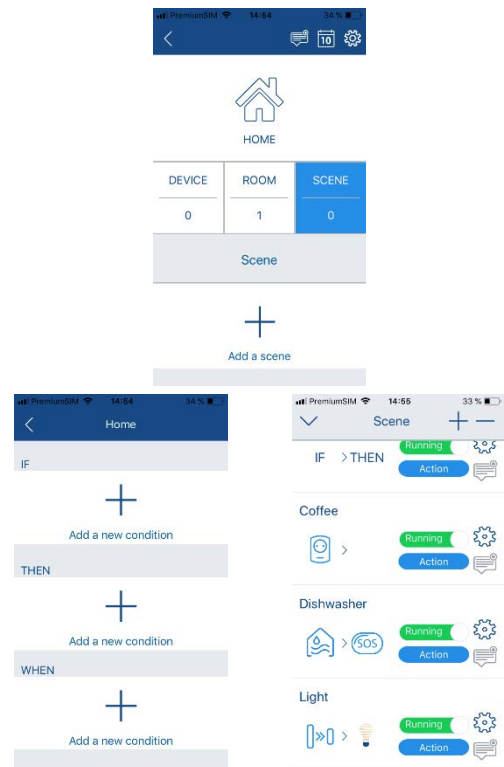 PremiumSIM 14:54 34 %
10
HOME
DEVICE ROOM SCENE
0 1 0
Scene
Add a scene
PremiumSIM 14:54 34 %
Home
IF
Add a new condition
THEN
Add a new condition
WHEN
Add a new condition
PremiumSIM 14:55 33 %
Scene
IF >THEN Running
Action
Coffee
> Running
Action
Dishwasher
> SOS Running
Action
Light
> Running
Action